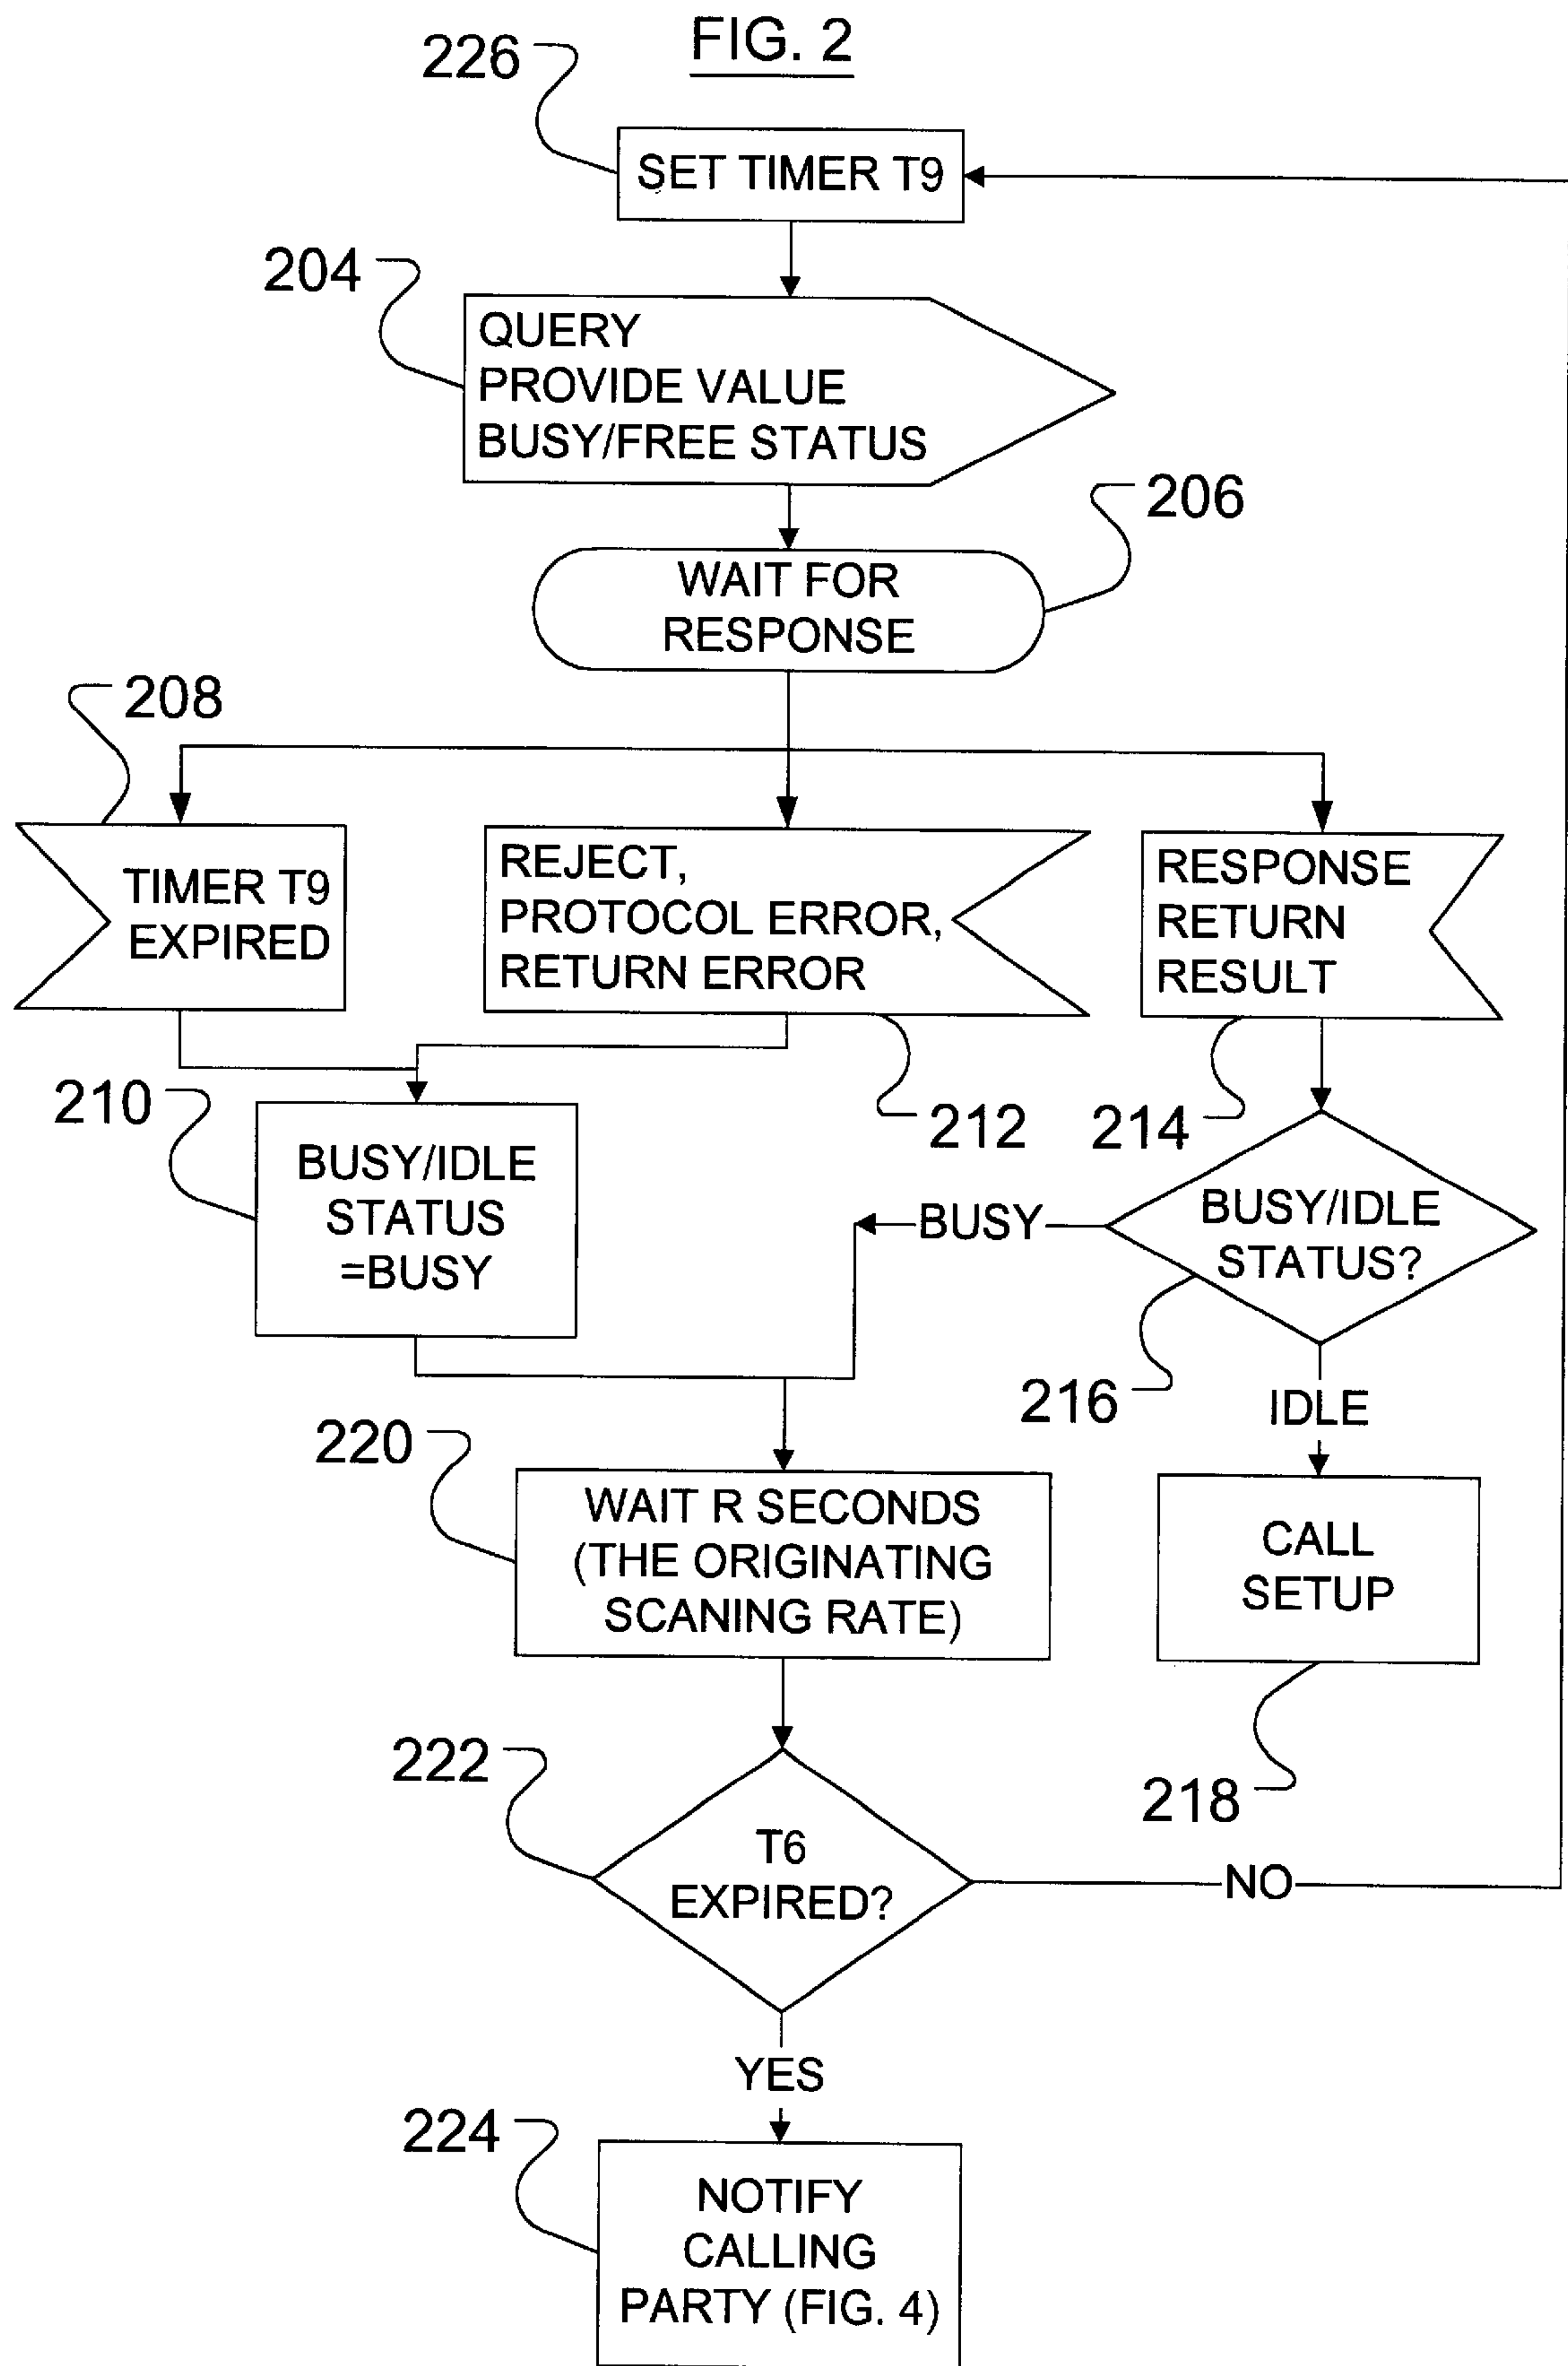 FIG. 2
226
SET TIMER T9
204
QUERY
PROVIDE VALUE
BUSY/FREE STATUS
206
WAIT FOR
RESPONSE
208
TIMER T9
EXPIRED
REJECT,
PROTOCOL ERROR,
RETURN ERROR
RESPONSE
RETURN
RESULT
210
212
214
BUSY/IDLE
STATUS
=BUSY
BUSY
BUSY/IDLE
STATUS?
216
IDLE
220
WAIT R SECONDS
(THE ORIGINATING
SCANING RATE)
CALL
SETUP
218
222
T6
EXPIRED?
NO
YES
224
NOTIFY
CALLING
PARTY (FIG. 4)